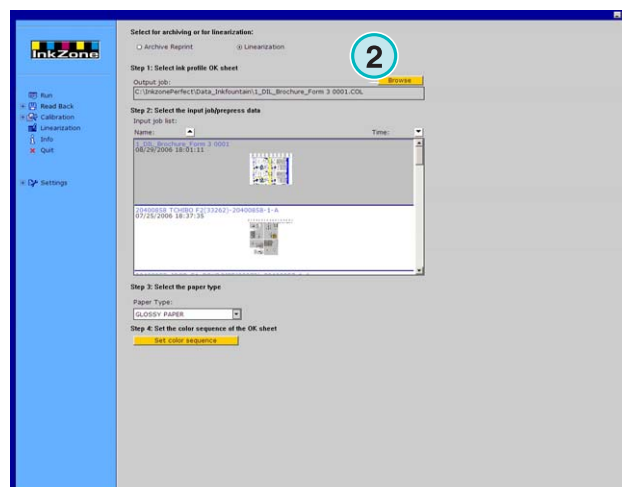 InkZone
Run
Read Back
Calibration
Linearization
Info
Quit
Settings
Select for archiving or for linearization:
Archive Reprint
Linearization
2
Step 1: Select ink profile OK sheet
Output job:
Browse
C:\InkzonePerfect\Data_Inkfountain\1_DIL_Brochure_Form 3 0001.COL
Step 2: Select the input job/prepress data
Input job list:
Name: Time:
1_DIL_Brochure_Form 3 0001
08/29/2006 18:01:11
20400858 TCHIBO F2(33262)-20400858-1-A
07/25/2006 18:37:35
Step 3: Select the paper type
Paper Type:
GLOSSY PAPER
Step 4: Set the color sequence of the OK sheet
Set color sequence